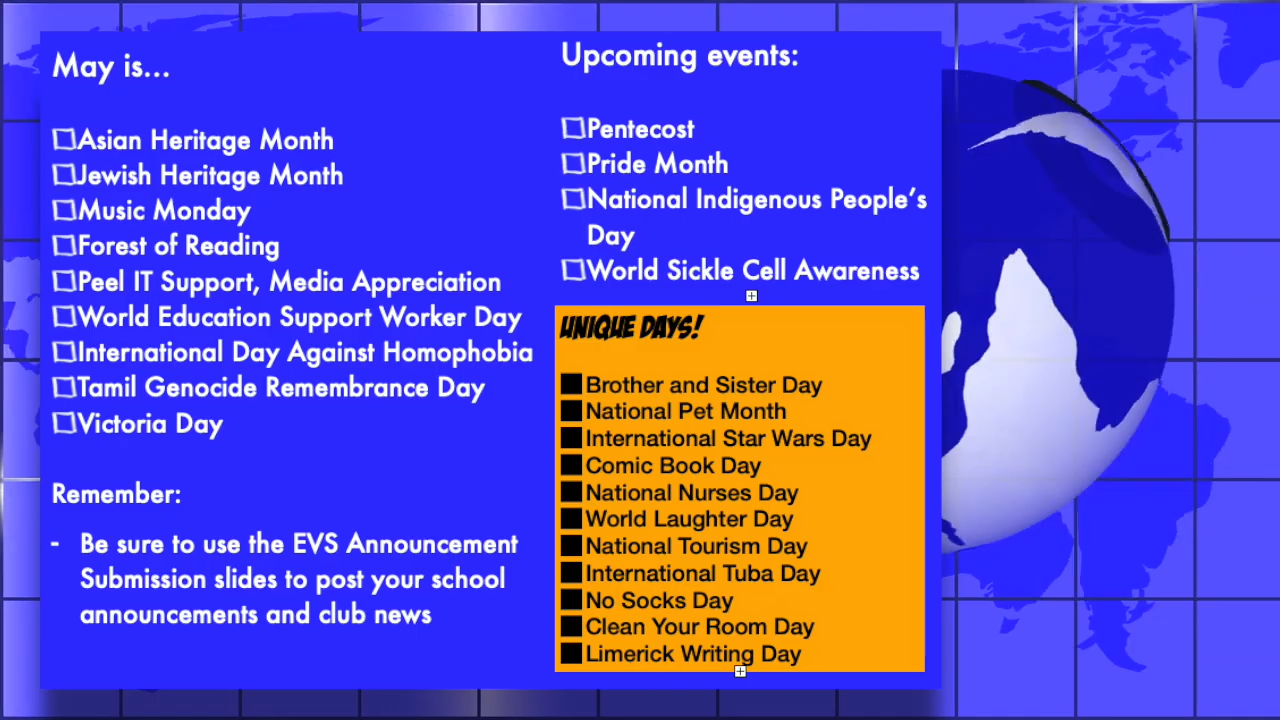 May is...
Asian Heritage Month
Jewish Heritage Month
Music Monday
Forest of Reading
Peel IT Support, Media Appreciation
World Education Support Worker Day
International Day Against Homophobia
Tamil Genocide Remembrance Day
Victoria Day
Remember:
- Be sure to use the EVS Announcement
Submission slides to post your school
announcements and club news
Upcoming events:
Pentecost
Pride Month
National Indigenous People’s
Day
World Sickle Cell Awareness
UNIQUE DAYS!
Brother and Sister Day
National Pet Month
International Star Wars Day
Comic Book Day
National Nurses Day
World Laughter Day
National Tourism Day
International Tuba Day
No Socks Day
Clean Your Room Day
Limerick Writing Day